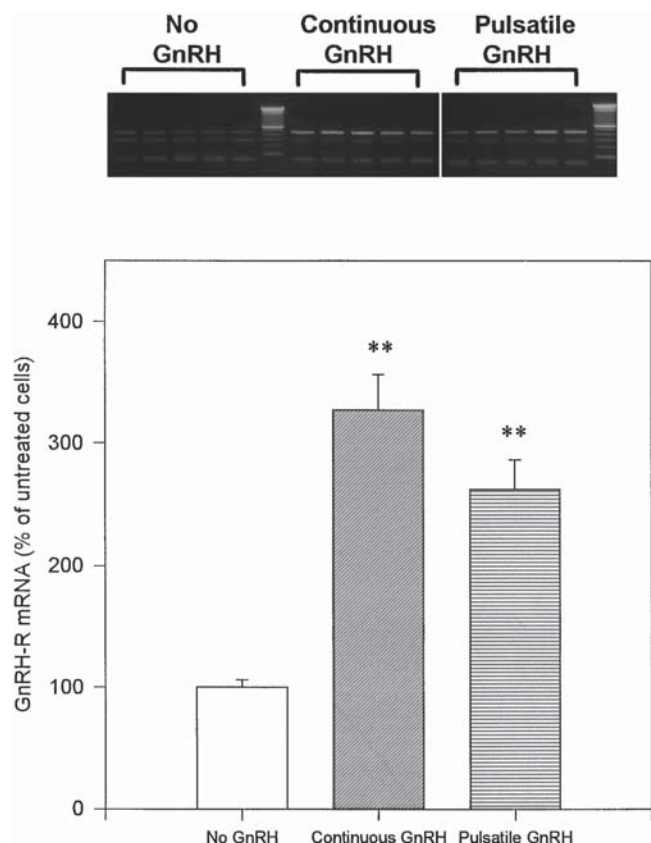 No GnRH
Continuous GnRH
Pulsatile GnRH
GnRH-R mRNA (% of untreated cells)
400
**
300
**
200
100
0
No GnRH Continuous GnRH Pulsatile GnRH